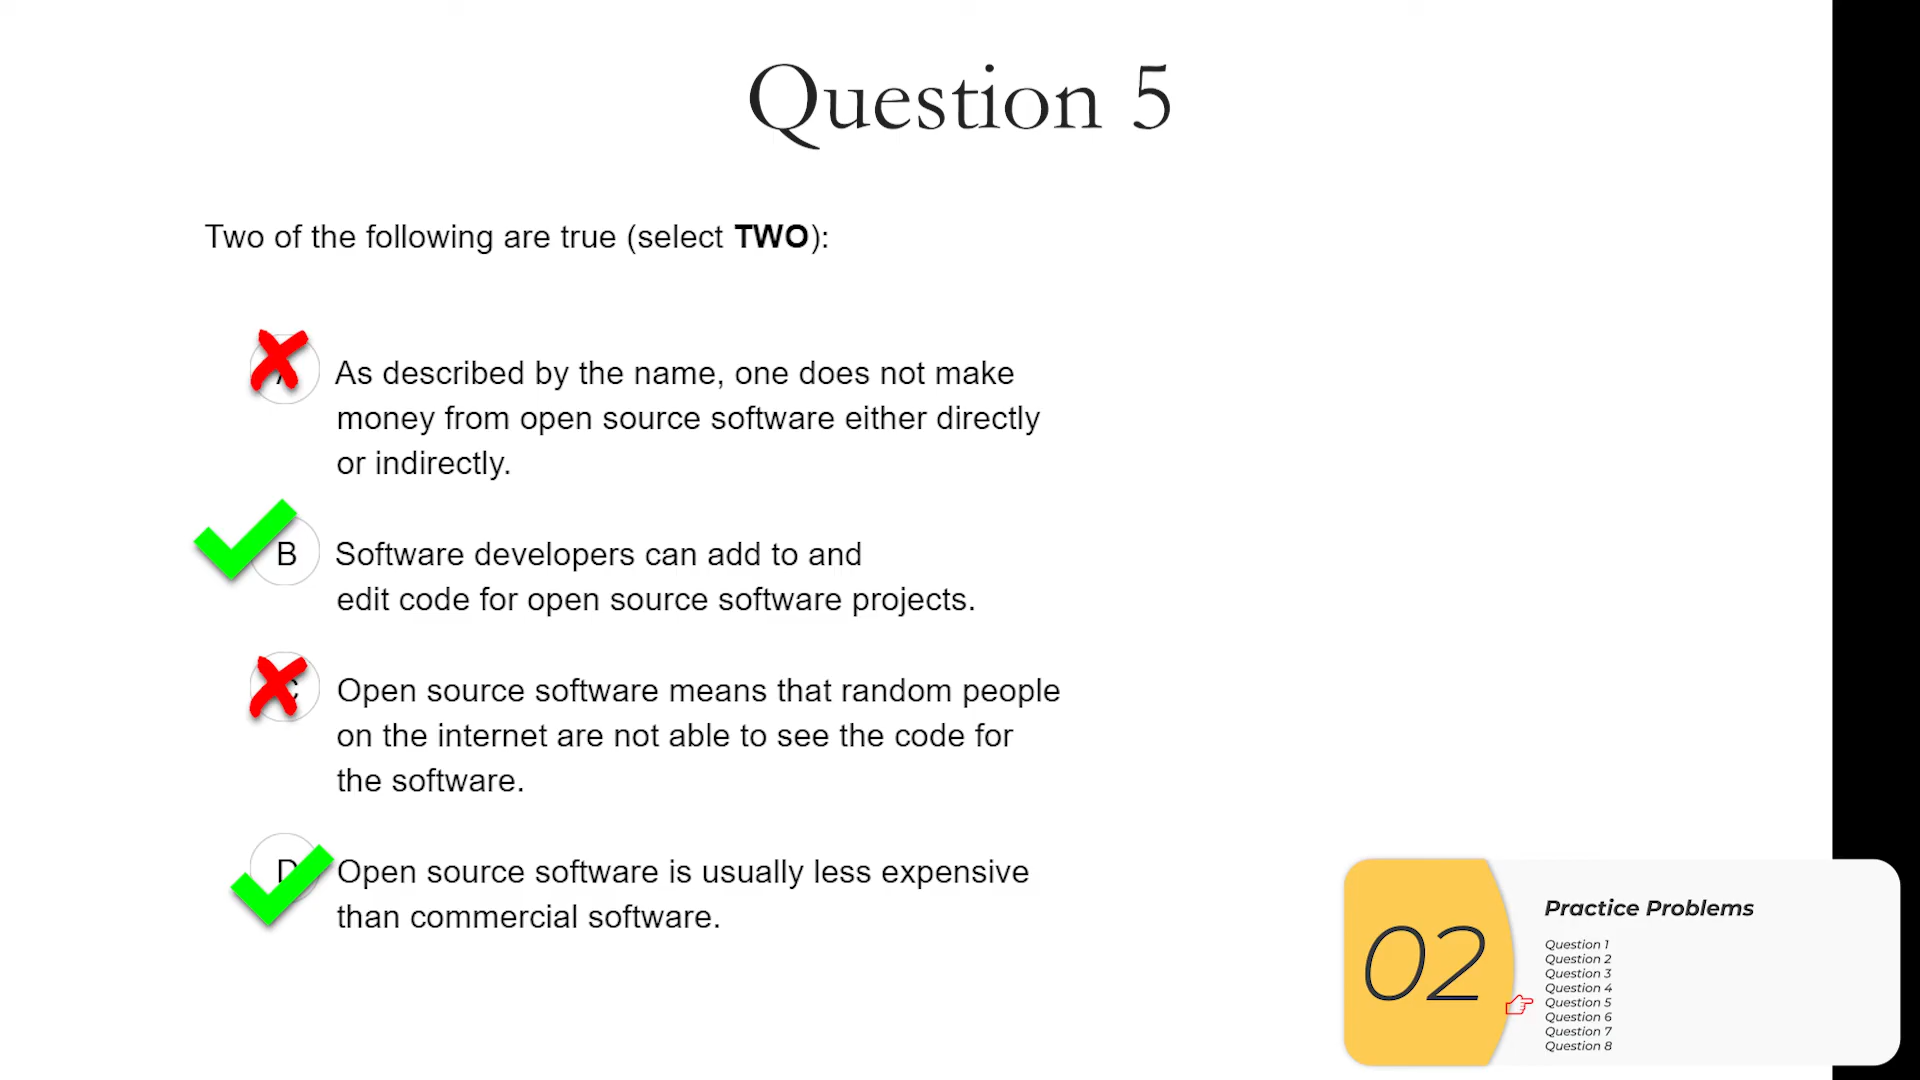 Question 5
Two of the following are true (select TWO):
As described by the name, one does not make
money from open source software either directly
or indirectly.
B
Software developers can add to and
edit code for open source software projects.
Open source software means that random people
on the internet are not able to see the code for
the software.
D
Open source software is usually less expensive
than commercial software.
02
Practice Problems
Question 1
Question 2
Question 3
Question 4
Question 5
Question 6
Question 7
Question 8